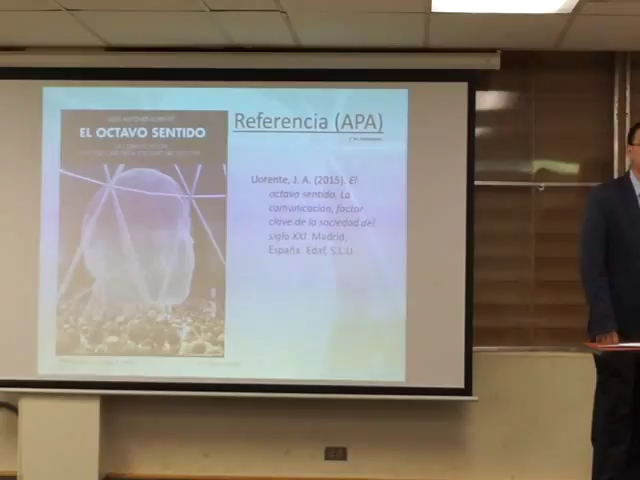 EL OCTAVO SENTIDO
Referencia (APA)
Llorente, J. A. (2015). El
octavo sentido. La
comunicación, factor
clave de la sociedad del
siglo XXI. Madrid,
España: Edaf, S.L.U.